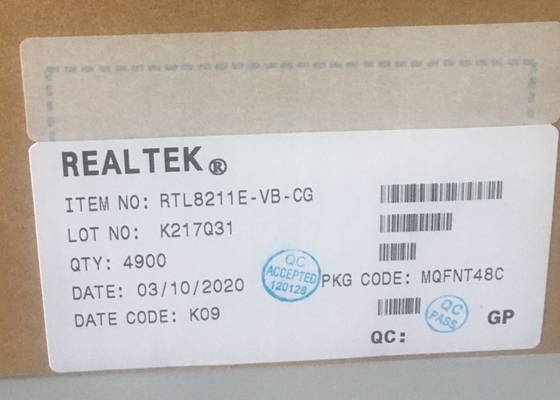 REALTEK®
ITEM NO: RTL8211E-VB-CG
LOT NO: K217Q31
QTY: 4900
DATE: 03/10/2020
DATE CODE: K09
QC
ACCEPTED
120128
PKG CODE: MQFNT48C
QC
PASS
QC:
GP